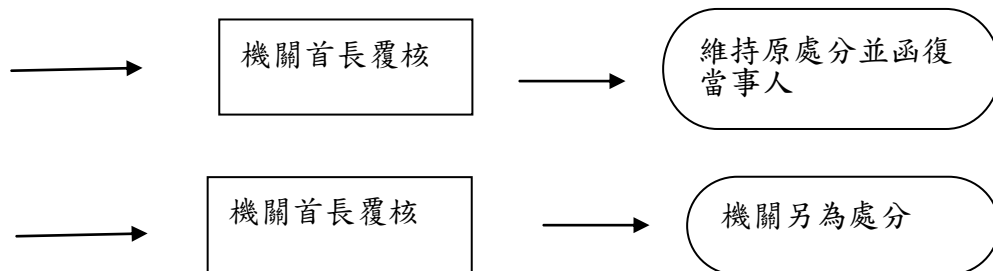 機關首長覆核
維持原處分並函復
當事人
機關首長覆核
機關另為處分